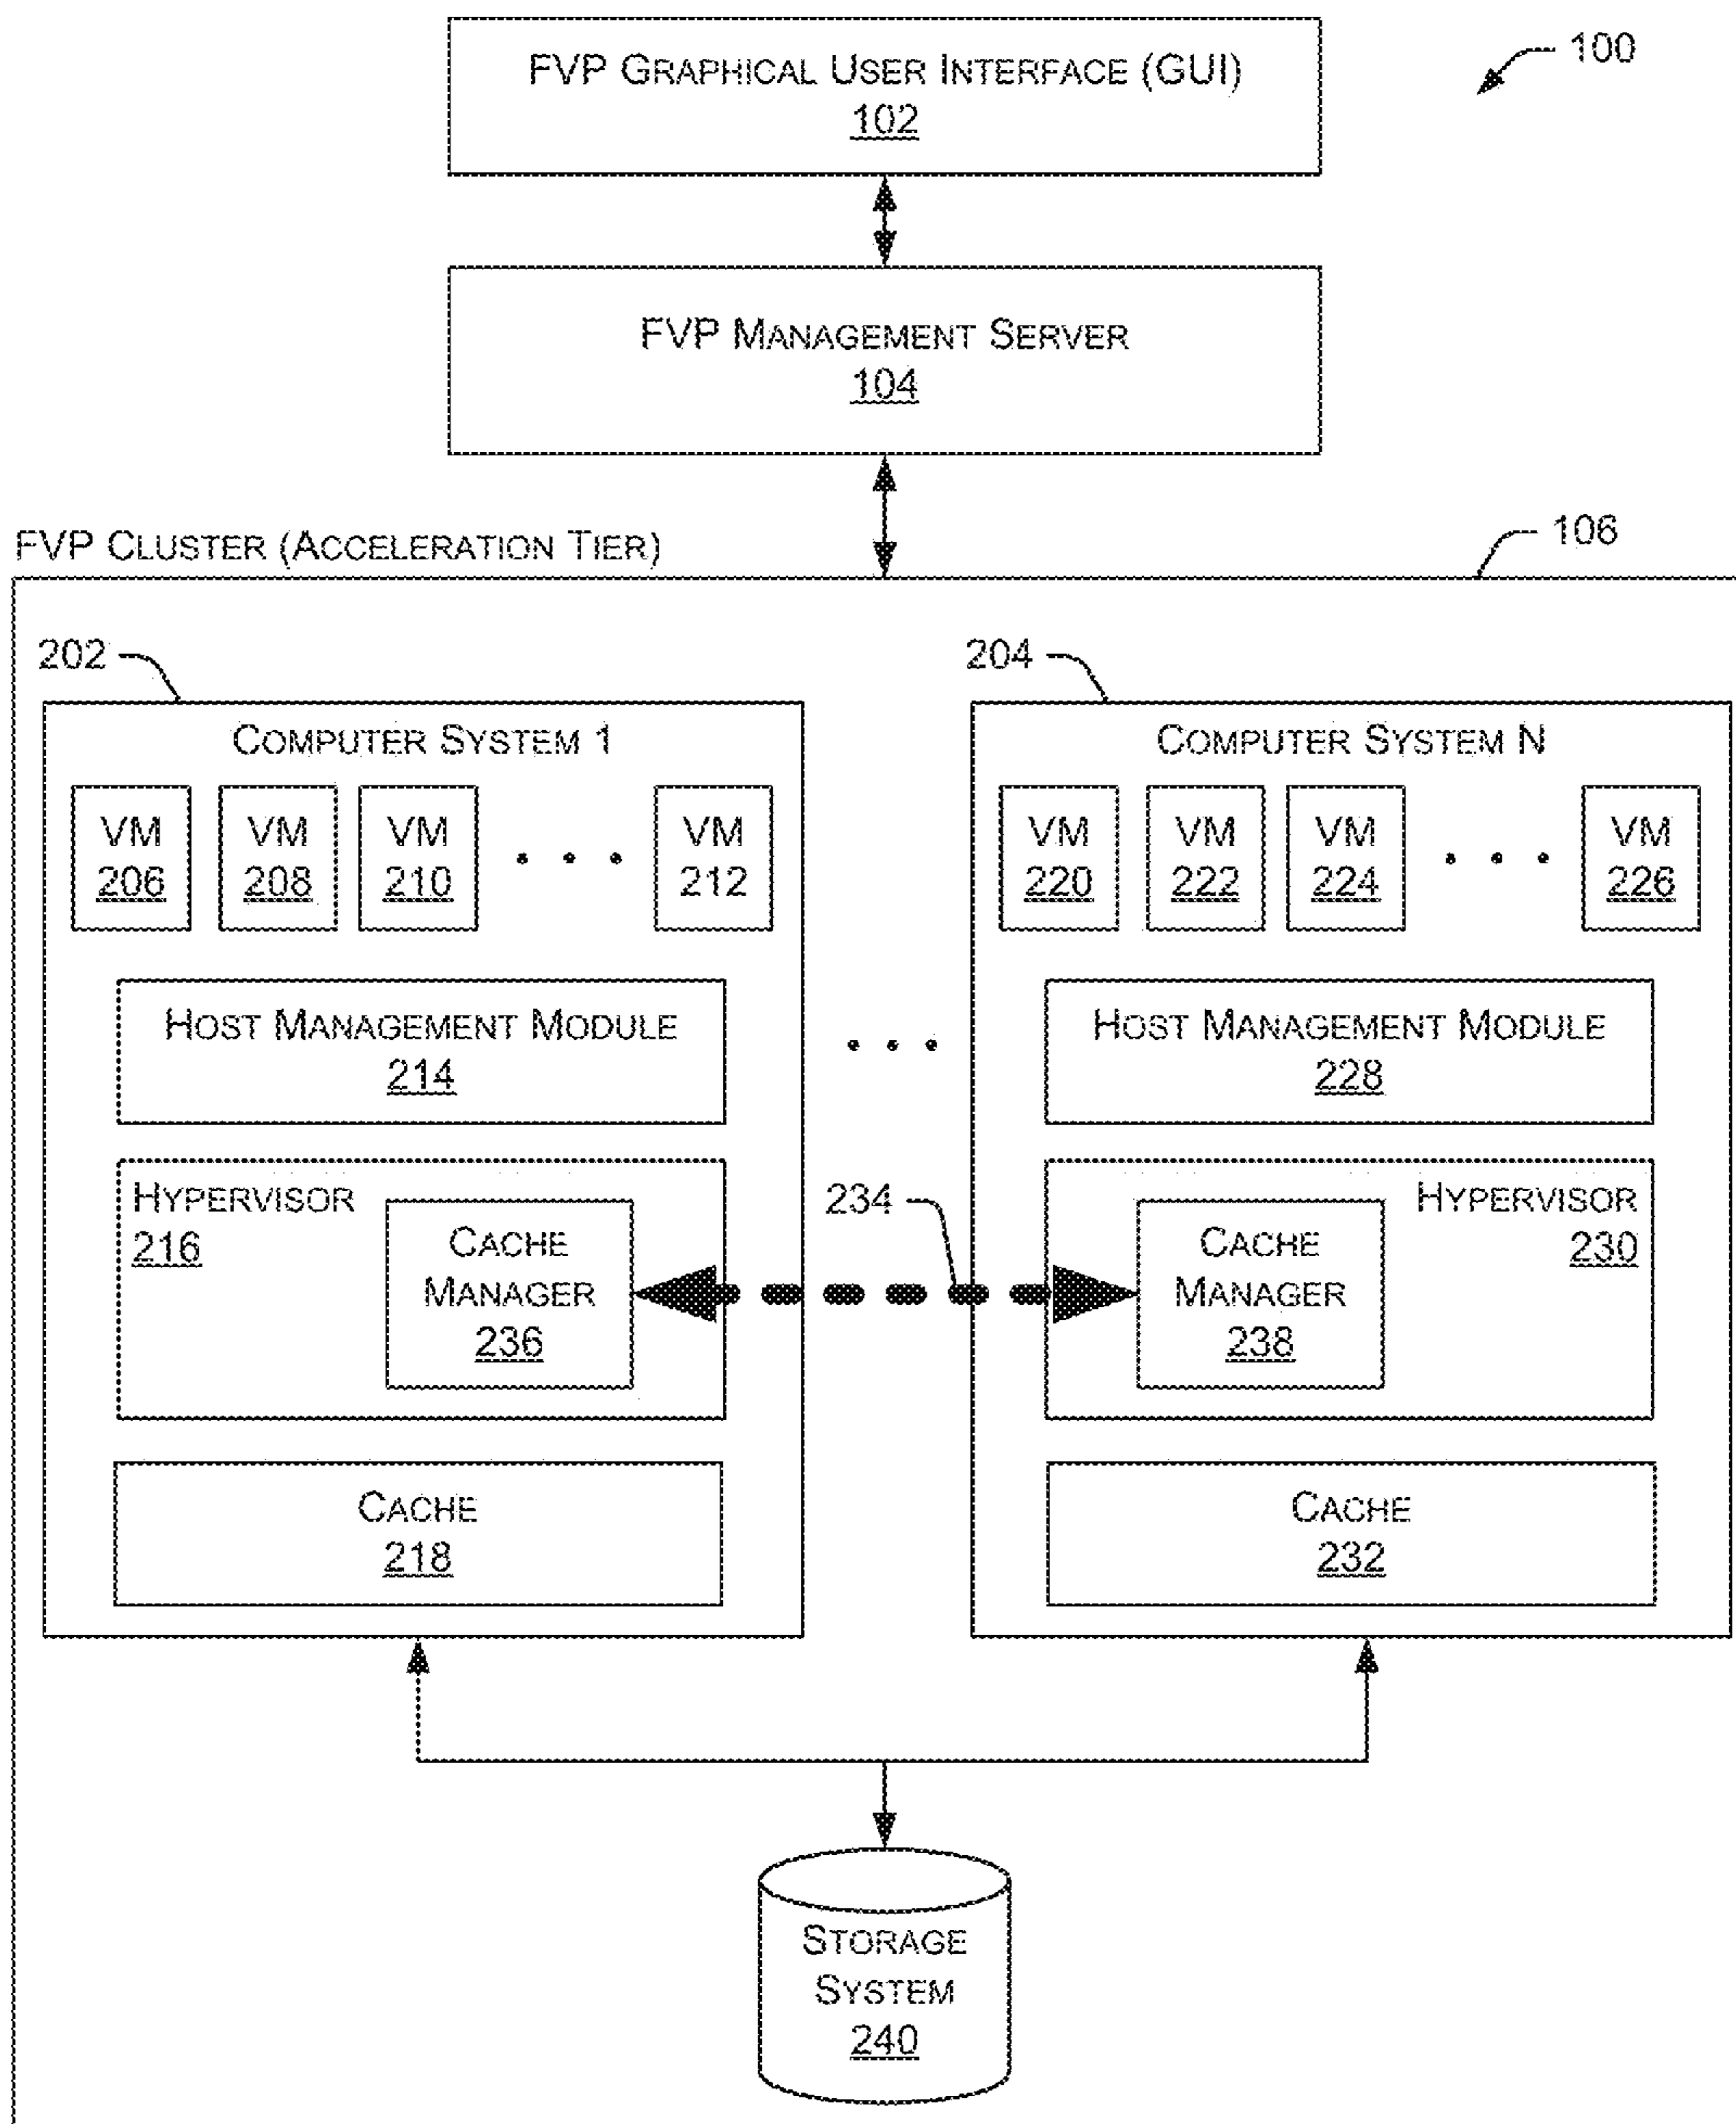 100
FVP GRAPHICAL USER INTERFACE (GUI)
102
FVP MANAGEMENT SERVER
104
FVP CLUSTER (ACCELERATION TIER)
106
202
COMPUTER SYSTEM 1
VM
206
VM
208
VM
210
• • •
VM
212
HOST MANAGEMENT MODULE
214
HYPERVISOR
216
CACHE
MANAGER
236
CACHE
218
• • •
234
204
COMPUTER SYSTEM N
VM
220
VM
222
VM
224
• • •
VM
226
HOST MANAGEMENT MODULE
228
CACHE
MANAGER
238
HYPERVISOR
230
CACHE
232
STORAGE
SYSTEM
240